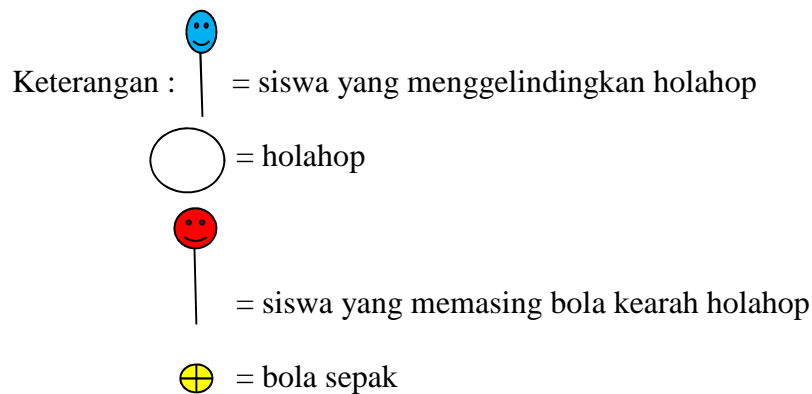 Keterangan : = siswa yang menggelindingkan holahop
= holahop
= siswa yang memasing bola kearah holahop
= bola sepak